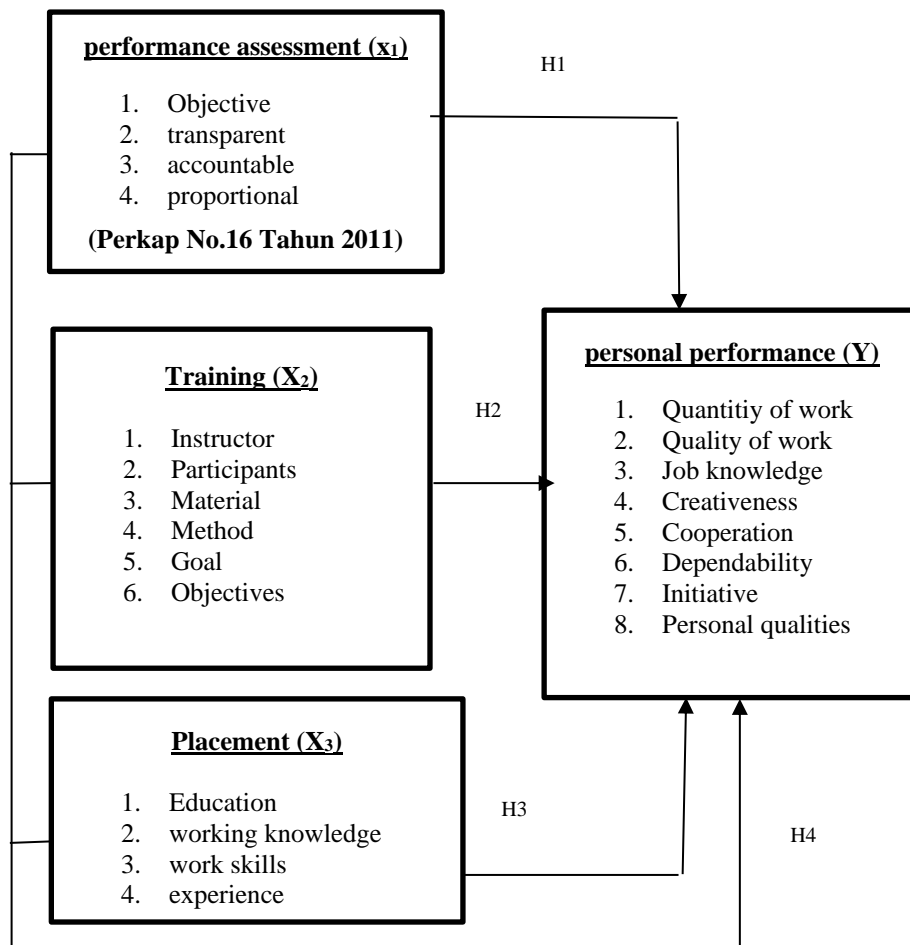 performance assessment (x₁)
1. Objective
2. transparent
3. accountable
4. proportional
(Perkap No.16 Tahun 2011)
H1
Training (X₂)
1. Instructor
2. Participants
3. Material
4. Method
5. Goal
6. Objectives
H2
personal performance (Y)
1. Quantitiy of work
2. Quality of work
3. Job knowledge
4. Creativeness
5. Cooperation
6. Dependability
7. Initiative
8. Personal qualities
Placement (X₃)
1. Education
2. working knowledge
3. work skills
4. experience
H3
H4